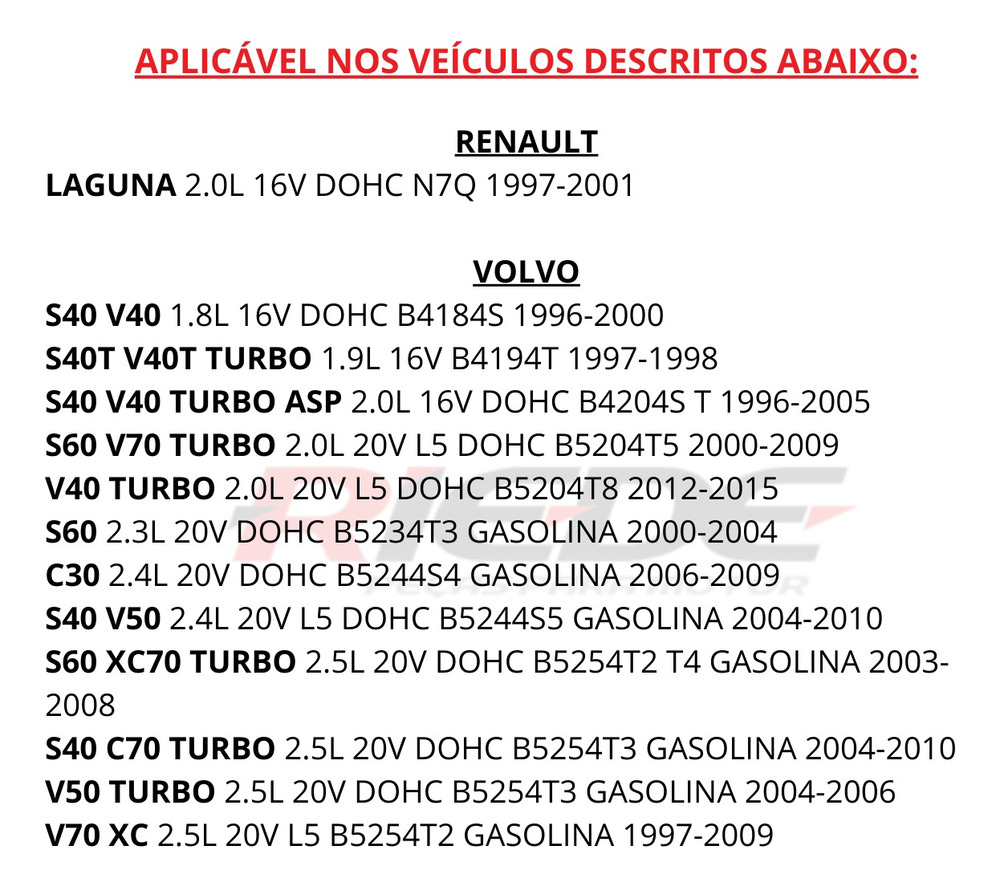 APLICÁVEL NOS VEÍCULOS DESCRITOS ABAIXO:
RENAULT
LAGUNA 2.0L 16V DOHC N7Q 1997-2001
VOLVO
S40 V40 1.8L 16V DOHC B4184S 1996-2000
S40T V40T TURBO 1.9L 16V B4194T 1997-1998
S40 V40 TURBO ASP 2.0L 16V DOHC B4204S T 1996-2005
S60 V70 TURBO 2.0L 20V L5 DOHC B5204T5 2000-2009
V40 TURBO 2.0L 20V L5 DOHC B5204T8 2012-2015
RIEDE
S60 2.3L 20V DOHC B5234T3 GASOLINA 2000-2004
C30 2.4L 20V DOHC B5244S4 GASOLINA 2006-2009
PEÇAS PARA MOTOR
S40 V50 2.4L 20V L5 DOHC B5244S5 GASOLINA 2004-2010
S60 XC70 TURBO 2.5L 20V DOHC B5254T2 T4 GASOLINA 2003-
2008
S40 C70 TURBO 2.5L 20V DOHC B5254T3 GASOLINA 2004-2010
V50 TURBO 2.5L 20V DOHC B5254T3 GASOLINA 2004-2006
V70 XC 2.5L 20V L5 B5254T2 GASOLINA 1997-2009